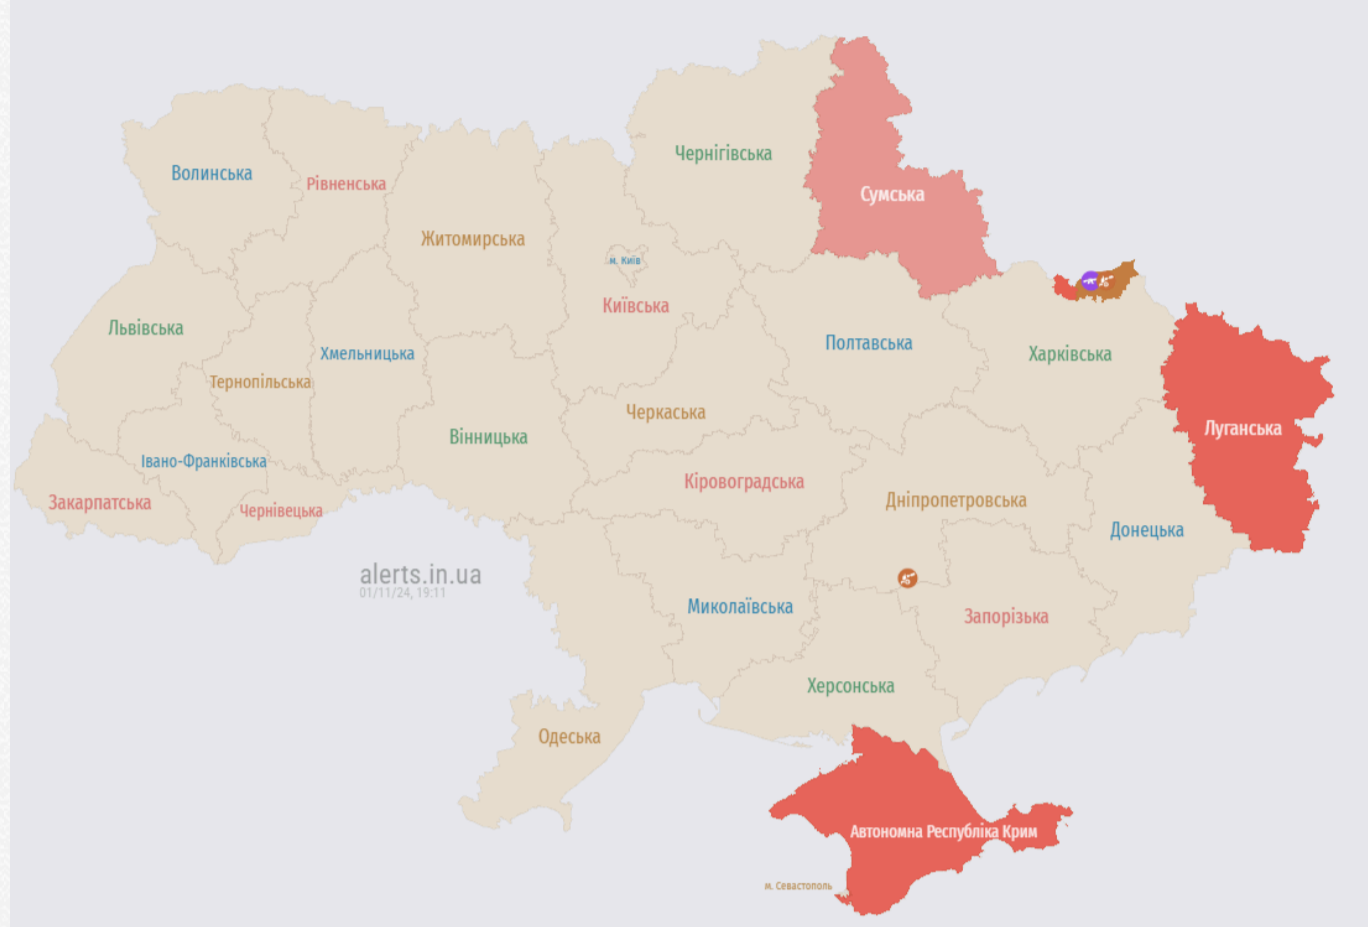 Чернігівська
Волинська
Рівненська
Сумська
Житомирська
м. Київ
Київська
Львівська
Полтавська
Хмельницька
Харківська
Тернопільська
Черкаська
Луганська
Вінницька
Івано-Франківська
Кіровоградська
Закарпатська
Дніпропетровська
Чернівецька
Донецька
alerts.in.ua
01/11/24, 19:11
Миколаївська
Запорізька
Херсонська
Одеська
Автономна Республіка Крим
м. Севастополь